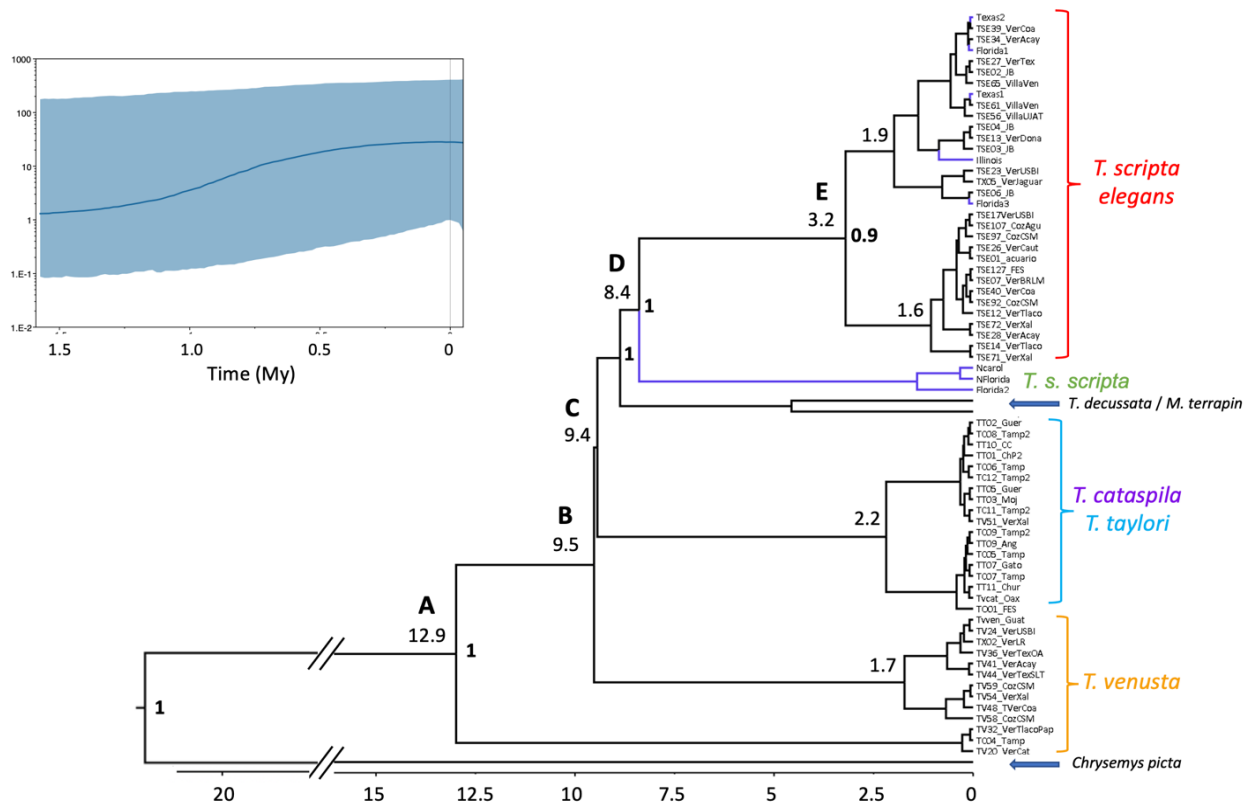 1000
100
10
1
1.E-1
1.E-2
1.5
1.0
0.5
0
Time (My)
Texas2
TSE39_VerCoa
TSE34_VerAcay
Florida1
TSE27_VerTex
TSE02_JB
TSE65_VillaVen
Texas1
TSE61_VillaVen
TSE56_VillaUJAT
TSE04_JB
TSE13_VerDona
TSE03_JB
Illinois
TSE23_VerUSBI
TX05_VerJaguar
TSE06_JB
Florida3
TSE17VerUSBI
TSE107_CozAgu
TSE97_CozCSM
TSE26_VerCaut
TSE01_acuario
TSE127_FES
TSE07_VerBRLM
TSE40_VerCoa
TSE92_CozCSM
TSE12_VerTlaco
TSE72_VerXal
TSE28_VerAcay
TSE14_VerTlaco
TSE71_VerXal
T. scripta
elegans
Ncarol
NFlorida
Florida2
T. s. scripta
T. decussata / M. terrapin
TT02_Guer
TC08_Tamp2
TT10_CC
TT01_ChP2
TC06_Tamp
TC12_Tamp2
TT05_Guer
TT03_Moj
TC11_Tamp2
TV51_VerXal
TC09_Tamp2
TT09_Ang
TC05_Tamp
TT07_Gato
TC07_Tamp
TT11_Chur
Tvcat_Oax
TO01_FES
T. cataspila
T. taylori
Tvven_Guat
TV24_VerUSBI
TX02_VerLR
TV36_VerTexOA
TV41_VerAcay
TV44_VerTexSLT
TV59_CozCSM
TV54_VerXal
TV48_TVerCoa
TV58_CozCSM
TV32_VerTlacoPap
TC04_Tamp
TV20_VerCat
T. venusta
Chrysemys picta
1.9
E
3.2
0.9
1.6
D
8.4
1
1
C
9.4
2.2
B
9.5
A
12.9
1
1.7
1
20
15
12.5
10
7.5
5
2.5
0